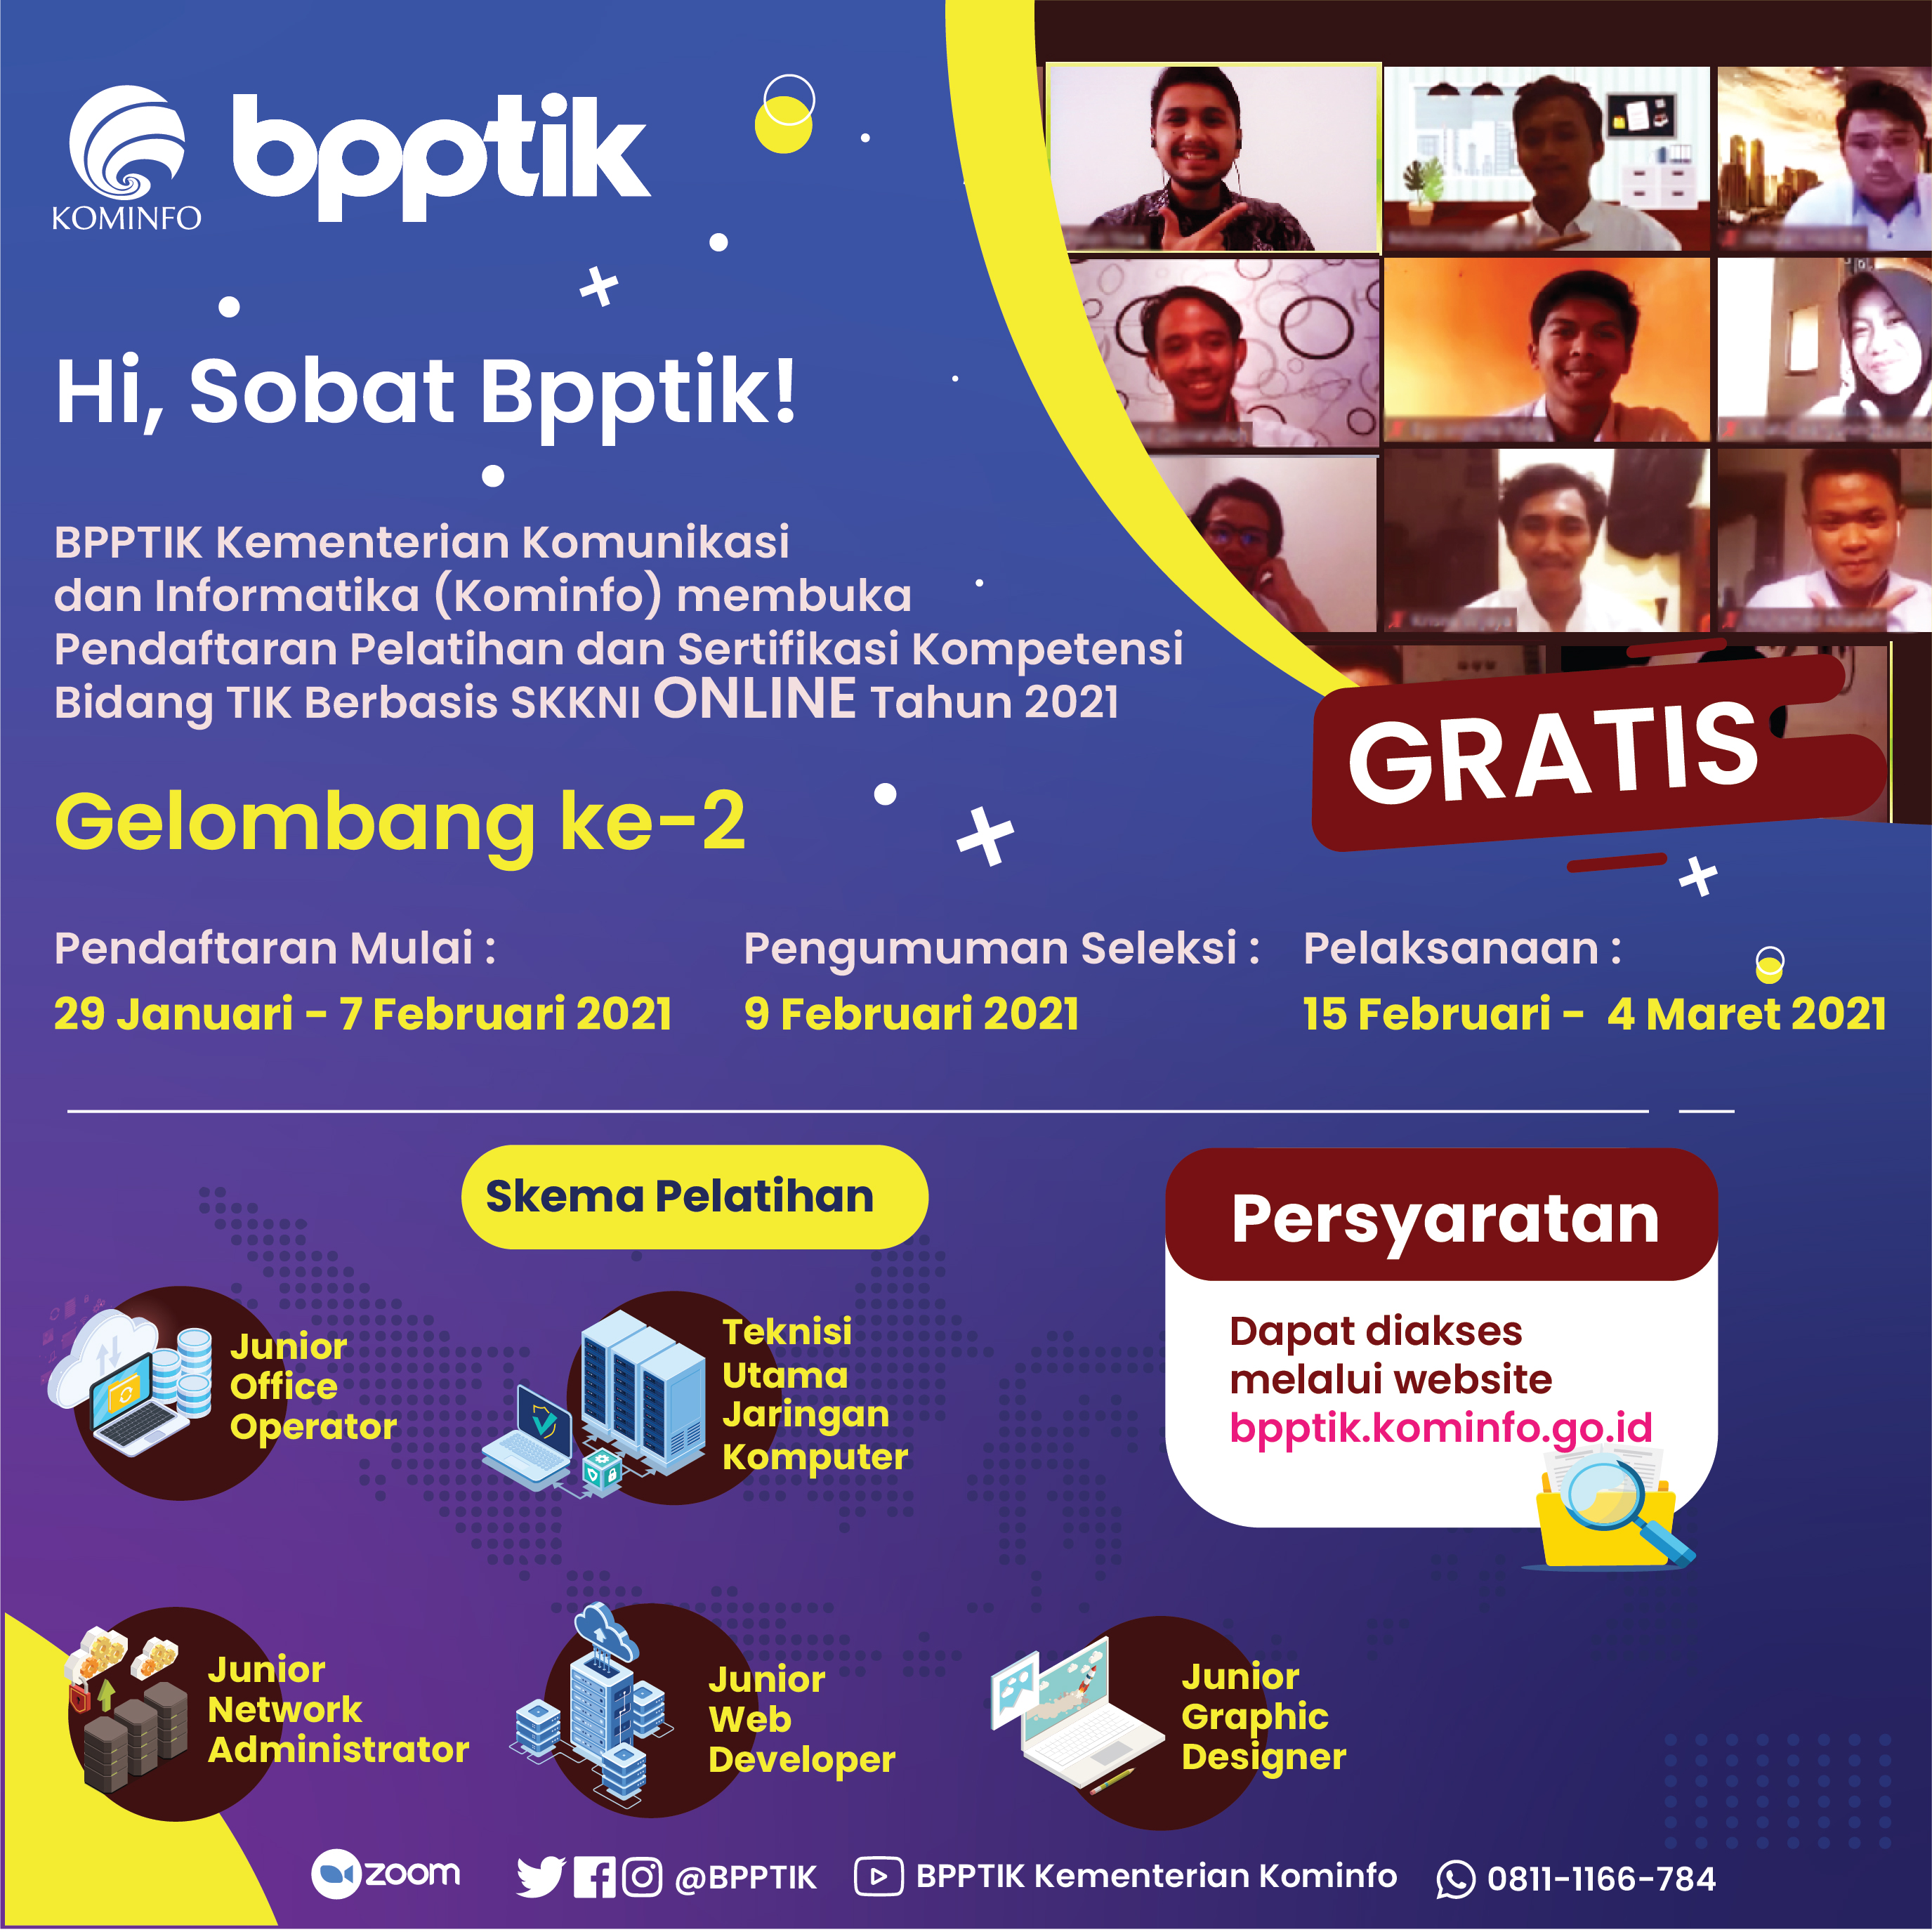 KOMINFO
bpptik
Hi, Sobat Bpptik!
BPPTIK Kementerian Komunikasi
dan Informatika (Kominfo) membuka
Pendaftaran Pelatihan dan Sertifikasi Kompetensi
Bidang TIK Berbasis SKKNI ONLINE Tahun 2021
GRATIS
Gelombang ke-2
Pendaftaran Mulai :
29 Januari - 7 Februari 2021
Pengumuman Seleksi :
9 Februari 2021
Pelaksanaan :
15 Februari - 4 Maret 2021
Skema Pelatihan
Junior
Office
Operator
Teknisi
Utama
Jaringan
Komputer
Persyaratan
Dapat diakses
melalui website
bpptik.kominfo.go.id
Junior
Network
Administrator
Junior
Web
Developer
Junior
Graphic
Designer
zoom
@BPPTIK
BPPTIK Kementerian Kominfo
0811-1166-784